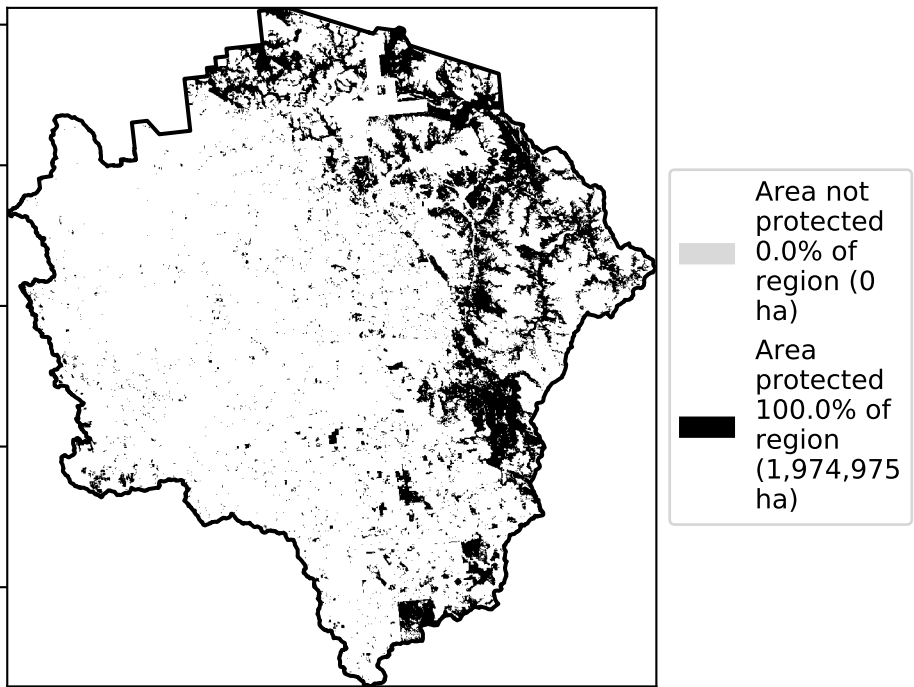 Area not
protected
0.0% of
region (0
ha)
Area
protected
100.0% of
region
(1,974,975
ha)